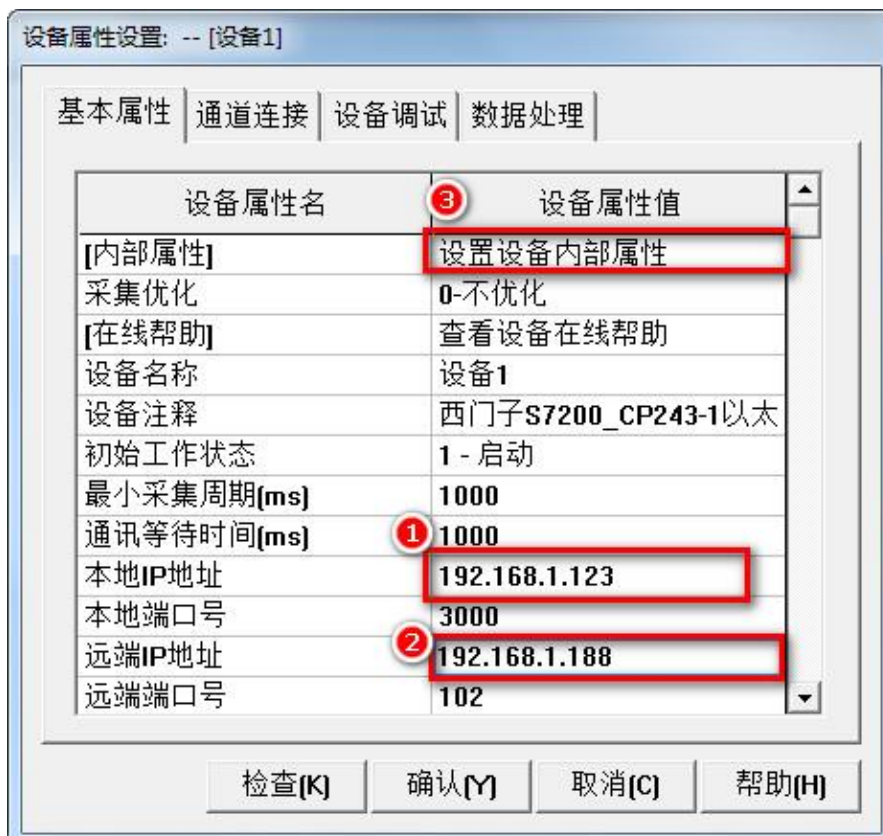 设备属性设置: -- [设备1]
基本属性 通道连接 设备调试 数据处理
设备属性名 ③ 设备属性值
[内部属性] 设置设备内部属性
采集优化 0-不优化
[在线帮助] 查看设备在线帮助
设备名称 设备1
设备注释 西门子S7200_CP243-1以太
初始工作状态 1 - 启动
最小采集周期(ms) 1000
通讯等待时间(ms) ① 1000
本地IP地址 192.168.1.123
本地端口号 3000
远端IP地址 ② 192.168.1.188
远端端口号 102
检查(K) 确认(Y) 取消(C) 帮助(H)